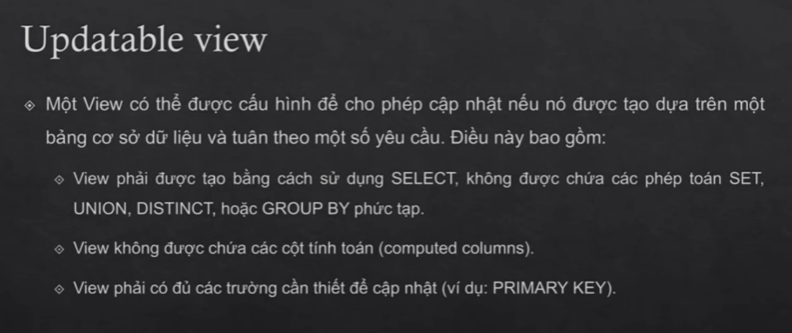 Updatable view
Một View có thể được cấu hình để cho phép cập nhật nếu nó được tạo dựa trên một
bảng cơ sở dữ liệu và tuân theo một số yêu cầu. Điều này bao gồm:
View phải được tạo bằng cách sử dụng SELECT, không được chứa các phép toán SET,
UNION, DISTINCT, hoặc GROUP BY phức tạp.
View không được chứa các cột tính toán (computed columns).
View phải có đủ các trường cần thiết để cập nhật (ví dụ: PRIMARY KEY).